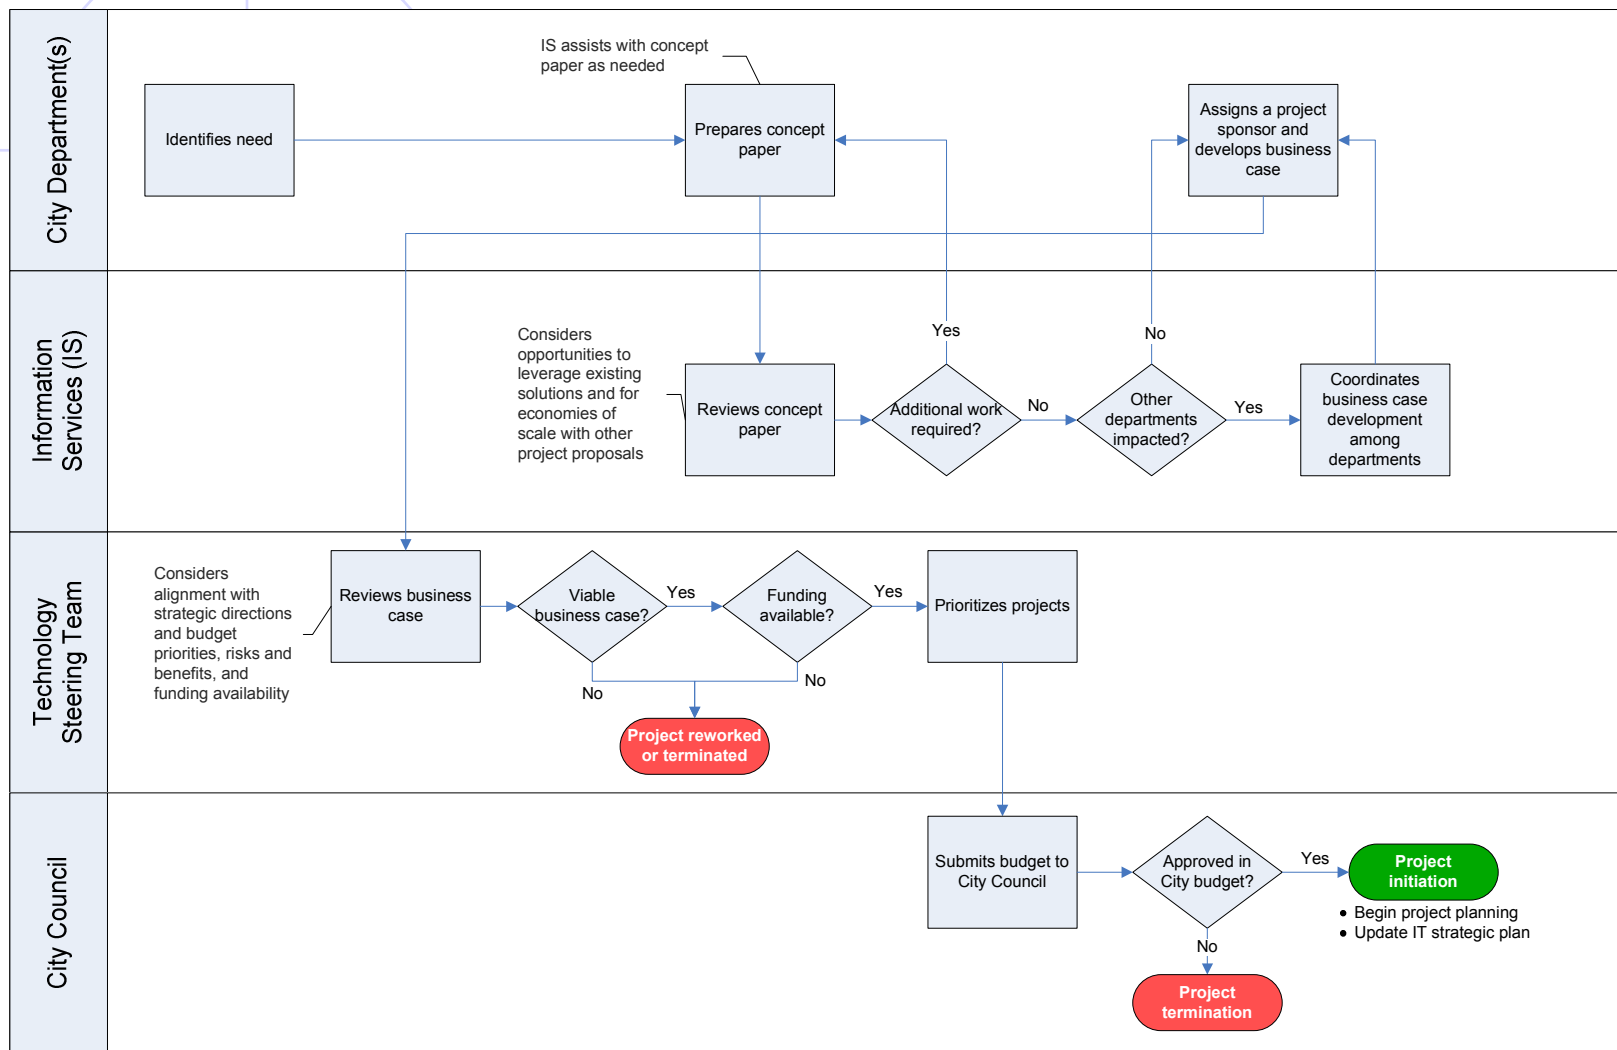 City Department(s)
IS assists with concept
paper as needed
Identifies need
Prepares concept
paper
Assigns a project
sponsor and
develops business
case
Information
Services (IS)
Considers
opportunities to
leverage existing
solutions and for
economies of
scale with other
project proposals
Reviews concept
paper
Yes
Additional work
required?
No
No
Other
departments
impacted?
Yes
Coordinates
business case
development
among
departments
Technology
Steering Team
Considers
alignment with
strategic directions
and budget
priorities, risks and
benefits, and
funding availability
Reviews business
case
Viable
business case?
Yes
No
Funding
available?
Yes
No
Prioritizes projects
Project reworked
or terminated
City Council
Submits budget to
City Council
Approved in
City budget?
Yes
Project
initiation
• Begin project planning
• Update IT strategic plan
No
Project
termination